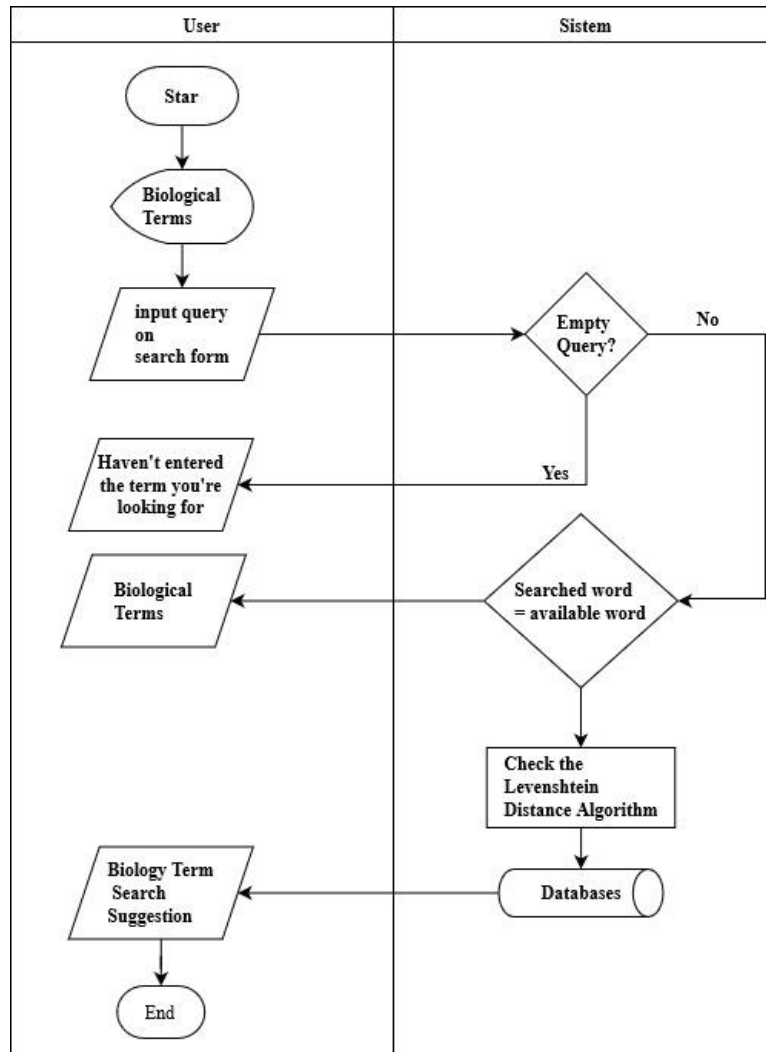 User
Sistem
Star
Biological
Terms
input query
on
search form
Empty
Query?
No
Yes
Haven't entered
the term you're
looking for
Biological
Terms
Searched word
= available word
Check the
Levenshtein
Distance Algorithm
Databases
Biology Term
Search
Suggestion
End